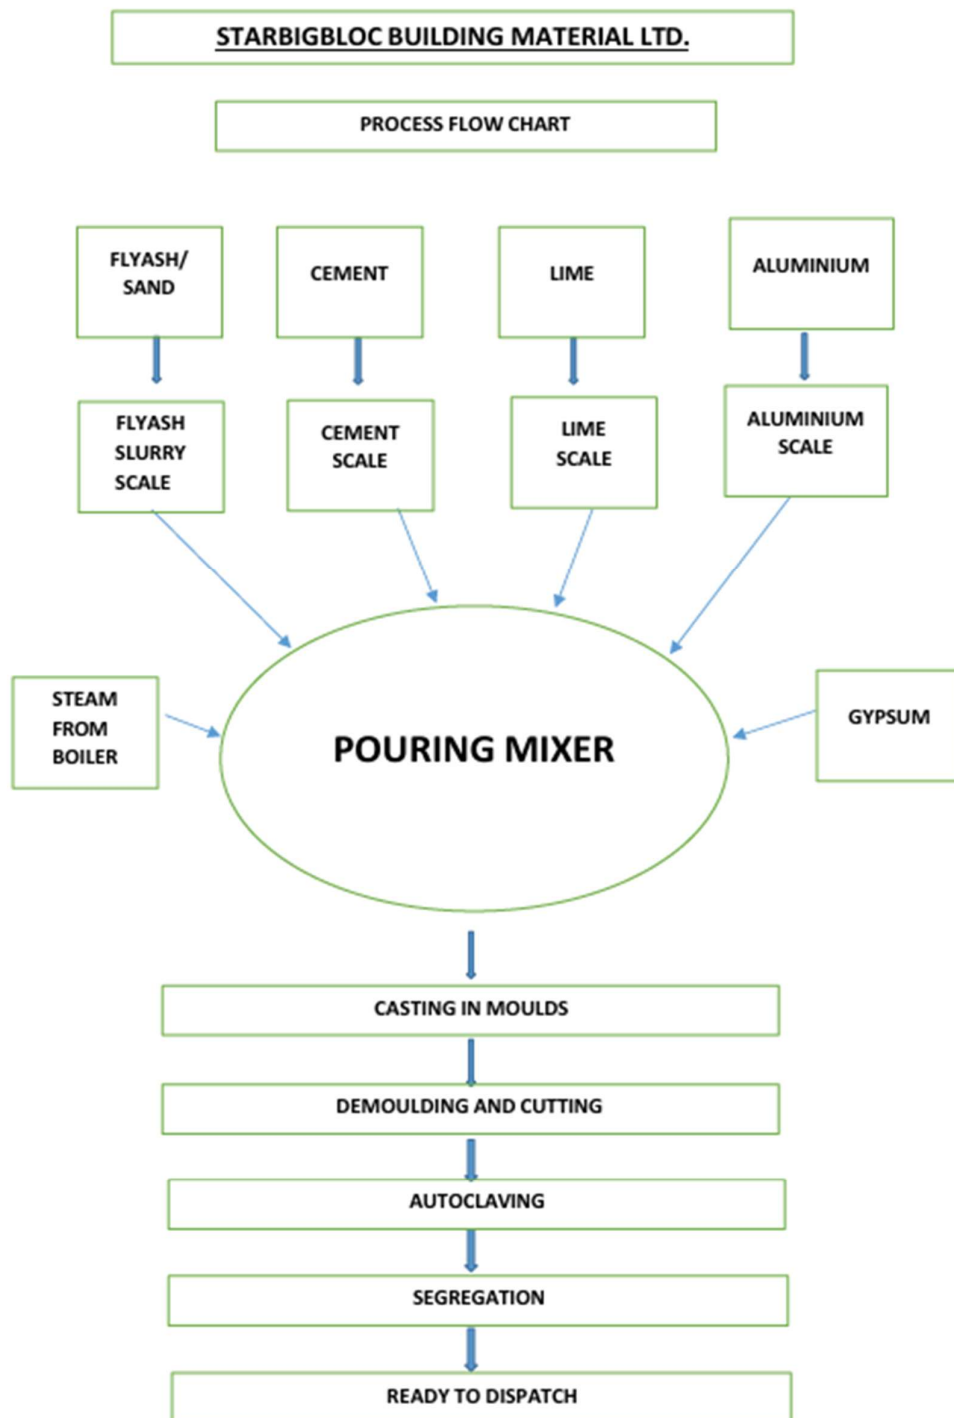 STARBIGBLOC BUILDING MATERIAL LTD.
PROCESS FLOW CHART
FLYASH/
SAND
CEMENT
LIME
ALUMINIUM
FLYASH
SLURRY
SCALE
CEMENT
SCALE
LIME
SCALE
ALUMINIUM
SCALE
STEAM
FROM
BOILER
POURING MIXER
GYPSUM
CASTING IN MOULDS
DEMOULDING AND CUTTING
AUTOCLAVING
SEGREGATION
READY TO DISPATCH